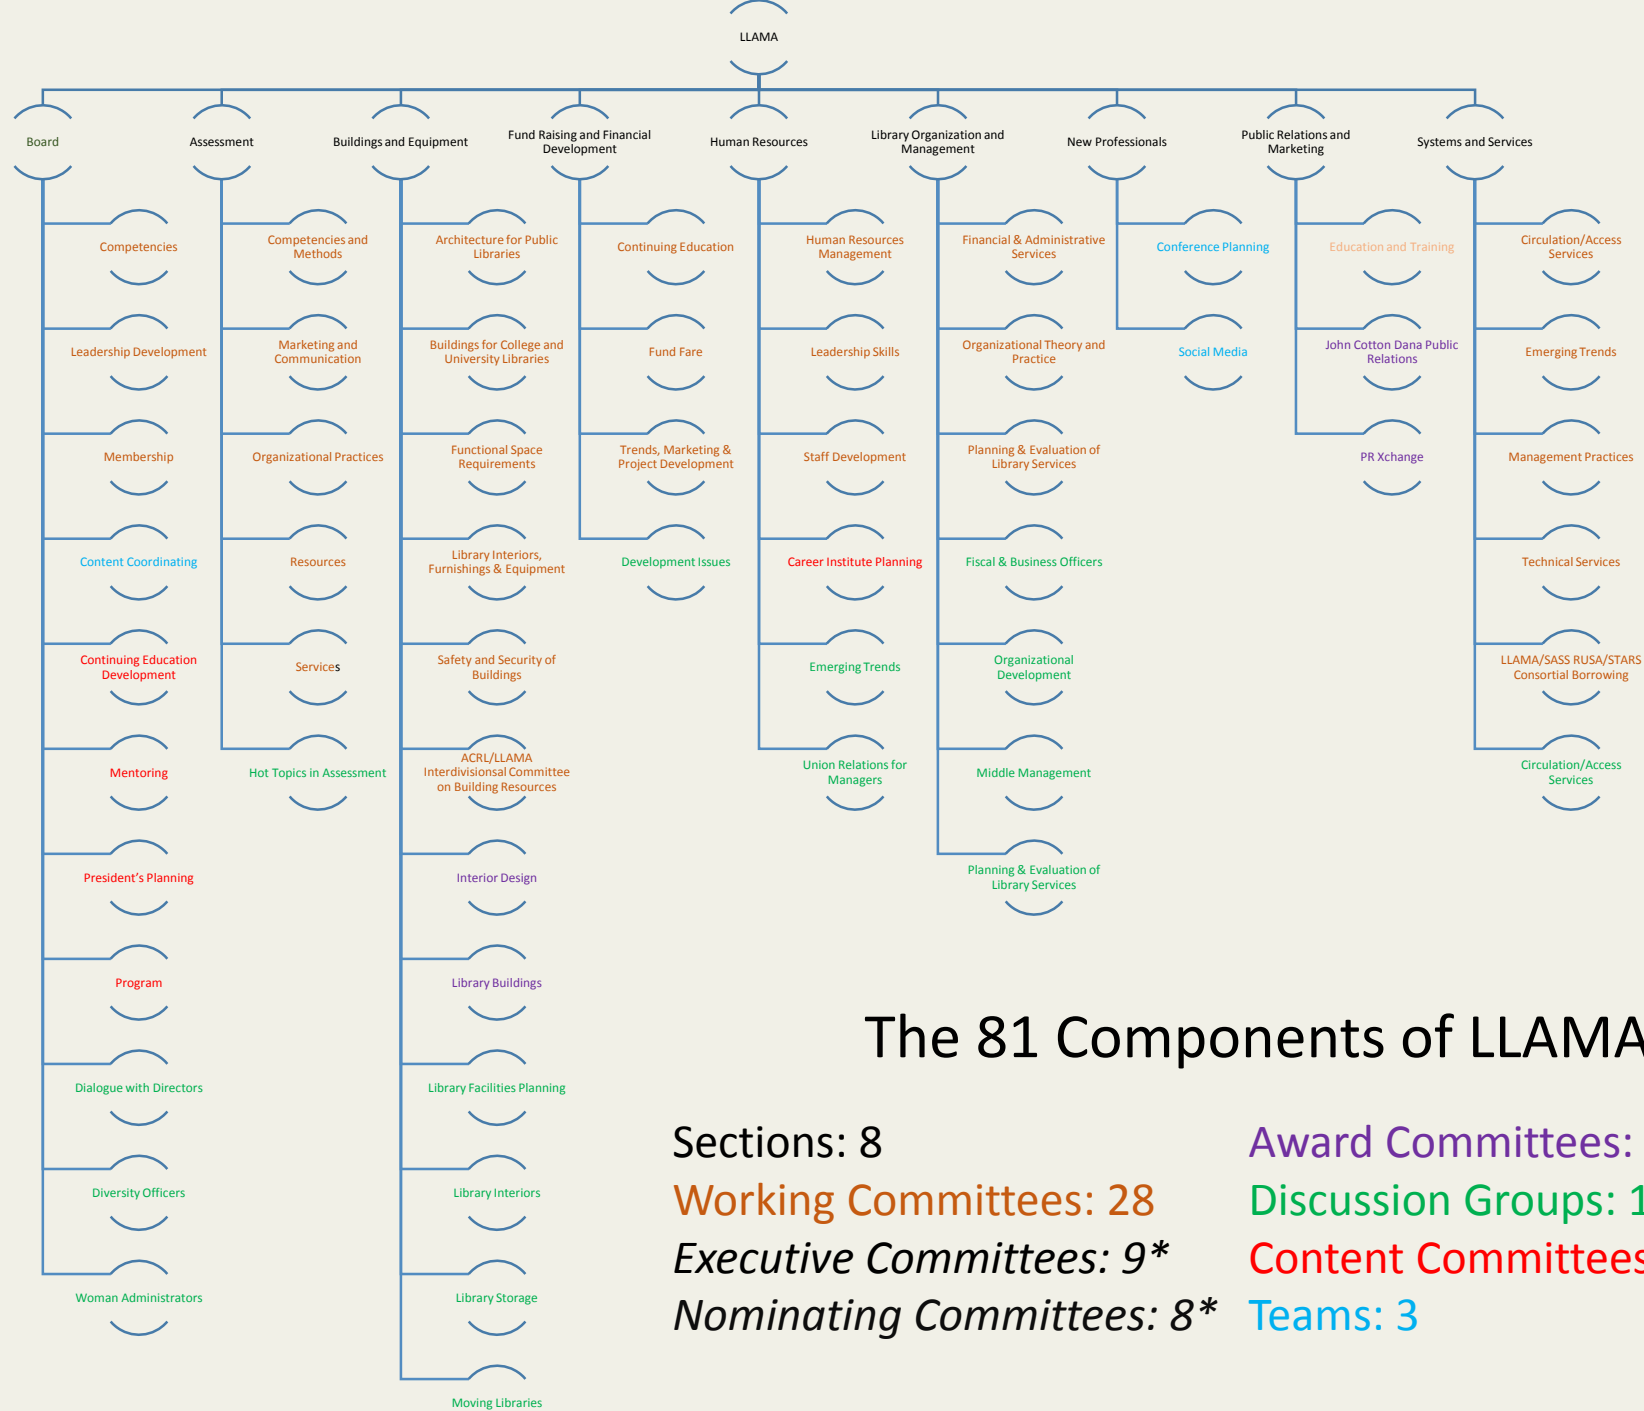 LLAMA
Board
Assessment
Buildings and Equipment
Fund Raising and Financial
Development
Human Resources
Library Organization and
Management
New Professionals
Public Relations and
Marketing
Systems and Services
Competencies
Leadership Development
Membership
Content Coordinating
Continuing Education
Development
Mentoring
President’s Planning
Program
Dialogue with Directors
Diversity Officers
Woman Administrators
Competencies and
Methods
Marketing and
Communication
Organizational Practices
Resources
Services
Hot Topics in Assessment
Architecture for Public
Libraries
Buildings for College and
University Libraries
Functional Space
Requirements
Library Interiors,
Furnishings & Equipment
Safety and Security of
Buildings
ACRL/LLAMA
Interdivisionsal Committee
on Building Resources
Interior Design
Library Buildings
Library Facilities Planning
Library Interiors
Library Storage
Moving Libraries
Continuing Education
Fund Fare
Trends, Marketing &
Project Development
Development Issues
Human Resources
Management
Leadership Skills
Staff Development
Career Institute Planning
Emerging Trends
Union Relations for
Managers
Financial & Administrative
Services
Organizational Theory and
Practice
Planning & Evaluation of
Library Services
Fiscal & Business Officers
Organizational
Development
Middle Management
Planning & Evaluation of
Library Services
Conference Planning
Social Media
Education and Training
John Cotton Dana Public
Relations
PR Xchange
Circulation/Access
Services
Emerging Trends
Management Practices
Technical Services
LLAMA/SASS RUSA/STARS
Consortial Borrowing
Circulation/Access
Services
The 81 Components of LLAMA
Sections: 8
Working Committees: 28
Executive Committees: 9*
Nominating Committees: 8*
Award Committees:
Discussion Groups: 1
Content Committees
Teams: 3